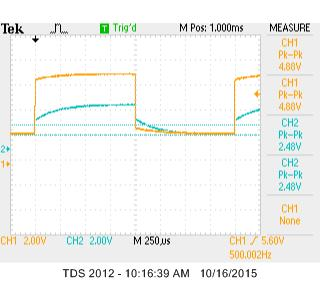 Tek T Trig'd M Pos: 1.000ms MEASURE
CH1
Pk-Pk
4.88V
CH1
Pk-Pk
4.88V
CH2
Pk-Pk
2.48V
CH2
Pk-Pk
2.48V
CH1
None
2
1
CH1 2.00V CH2 2.00V M 250µs CH1 / 5.60V
500.002Hz
TDS 2012 - 10:16:39 AM 10/16/2015